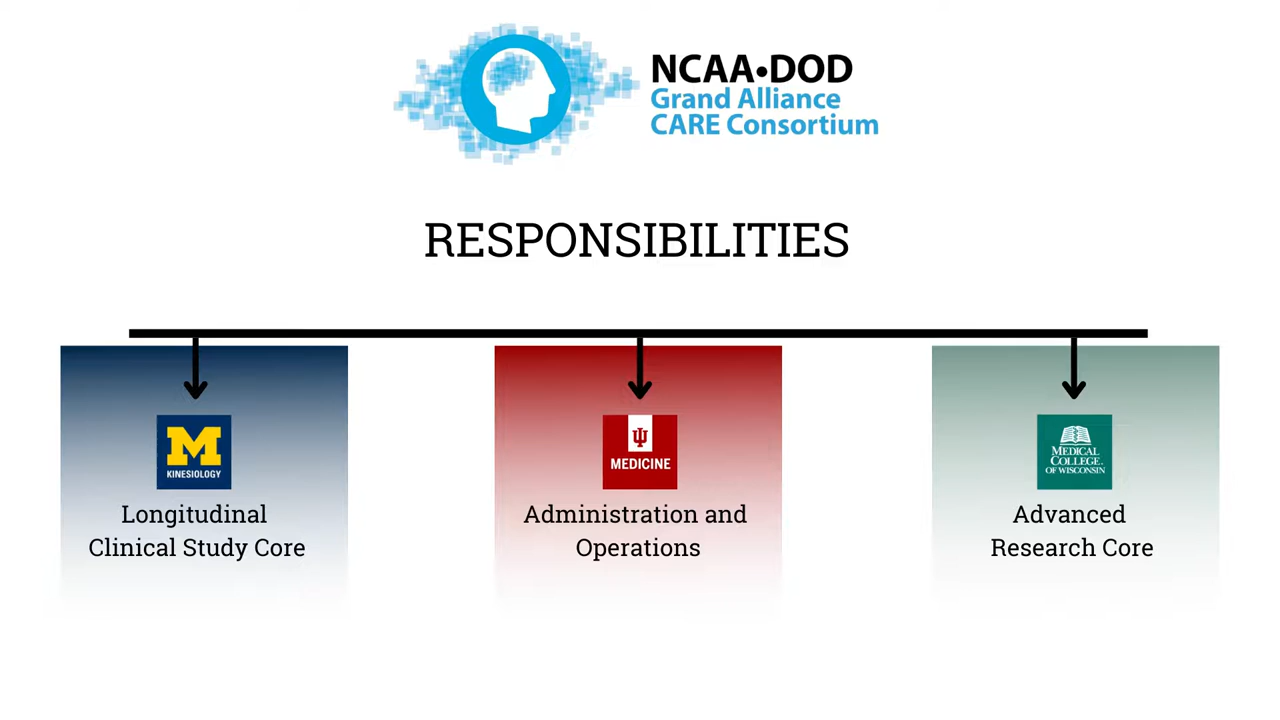 NCAA•DOD
Grand Alliance
CARE Consortium
RESPONSIBILITIES
M
KINESIOLOGY
Longitudinal
Clinical Study Core
MEDICINE
Administration and
Operations
MEDICAL
COLLEGE
OF WISCONSIN
Advanced
Research Core